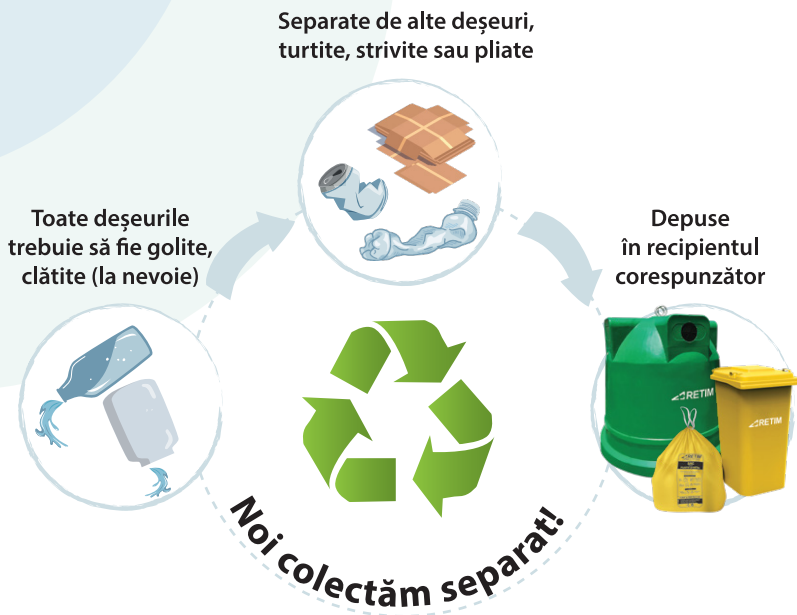 Separate de alte deșeuri,
turtite, strivite sau pliate
Toate deșeurile
trebuie să fie golite,
clătite (la nevoie)
Depuse
în recipientul
corespunzător
RETIM
RETIM
RETIM
Noi colectăm separat!